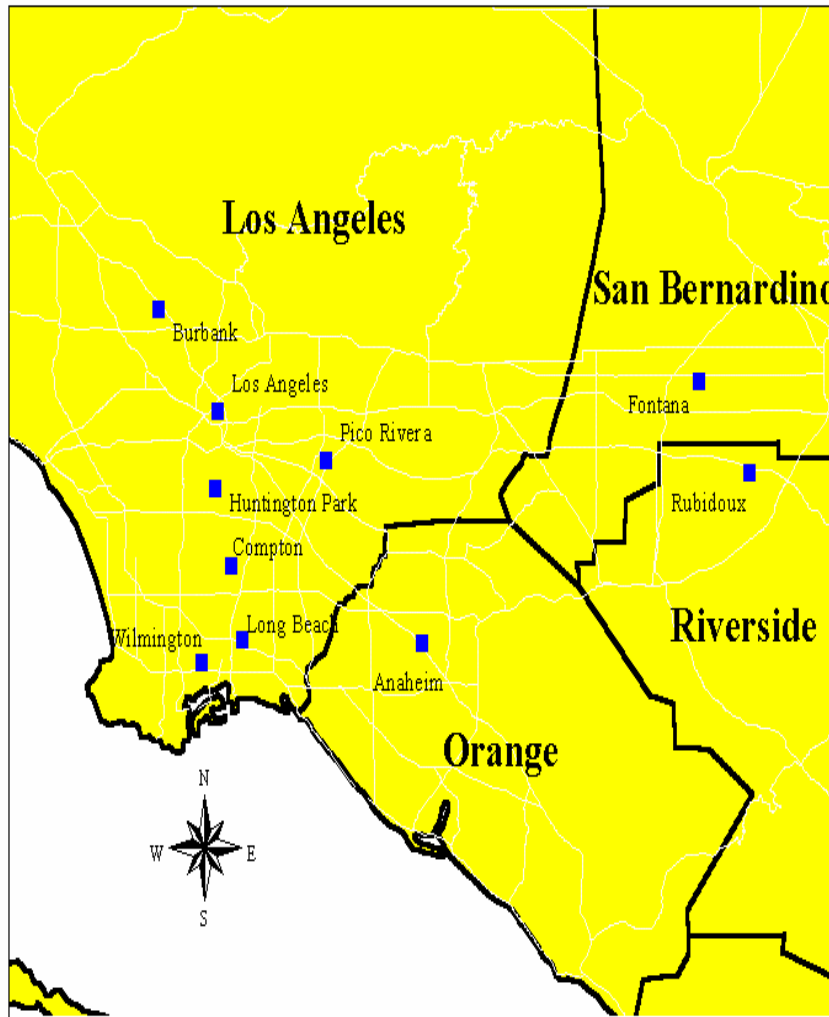 Los Angeles
San Bernardino
Burbank
Los Angeles
Fontana
Pico Rivera
Rubidoux
Huntington Park
Compton
Long Beach
Wilmington
Riverside
Anaheim
Orange
N
W
E
S